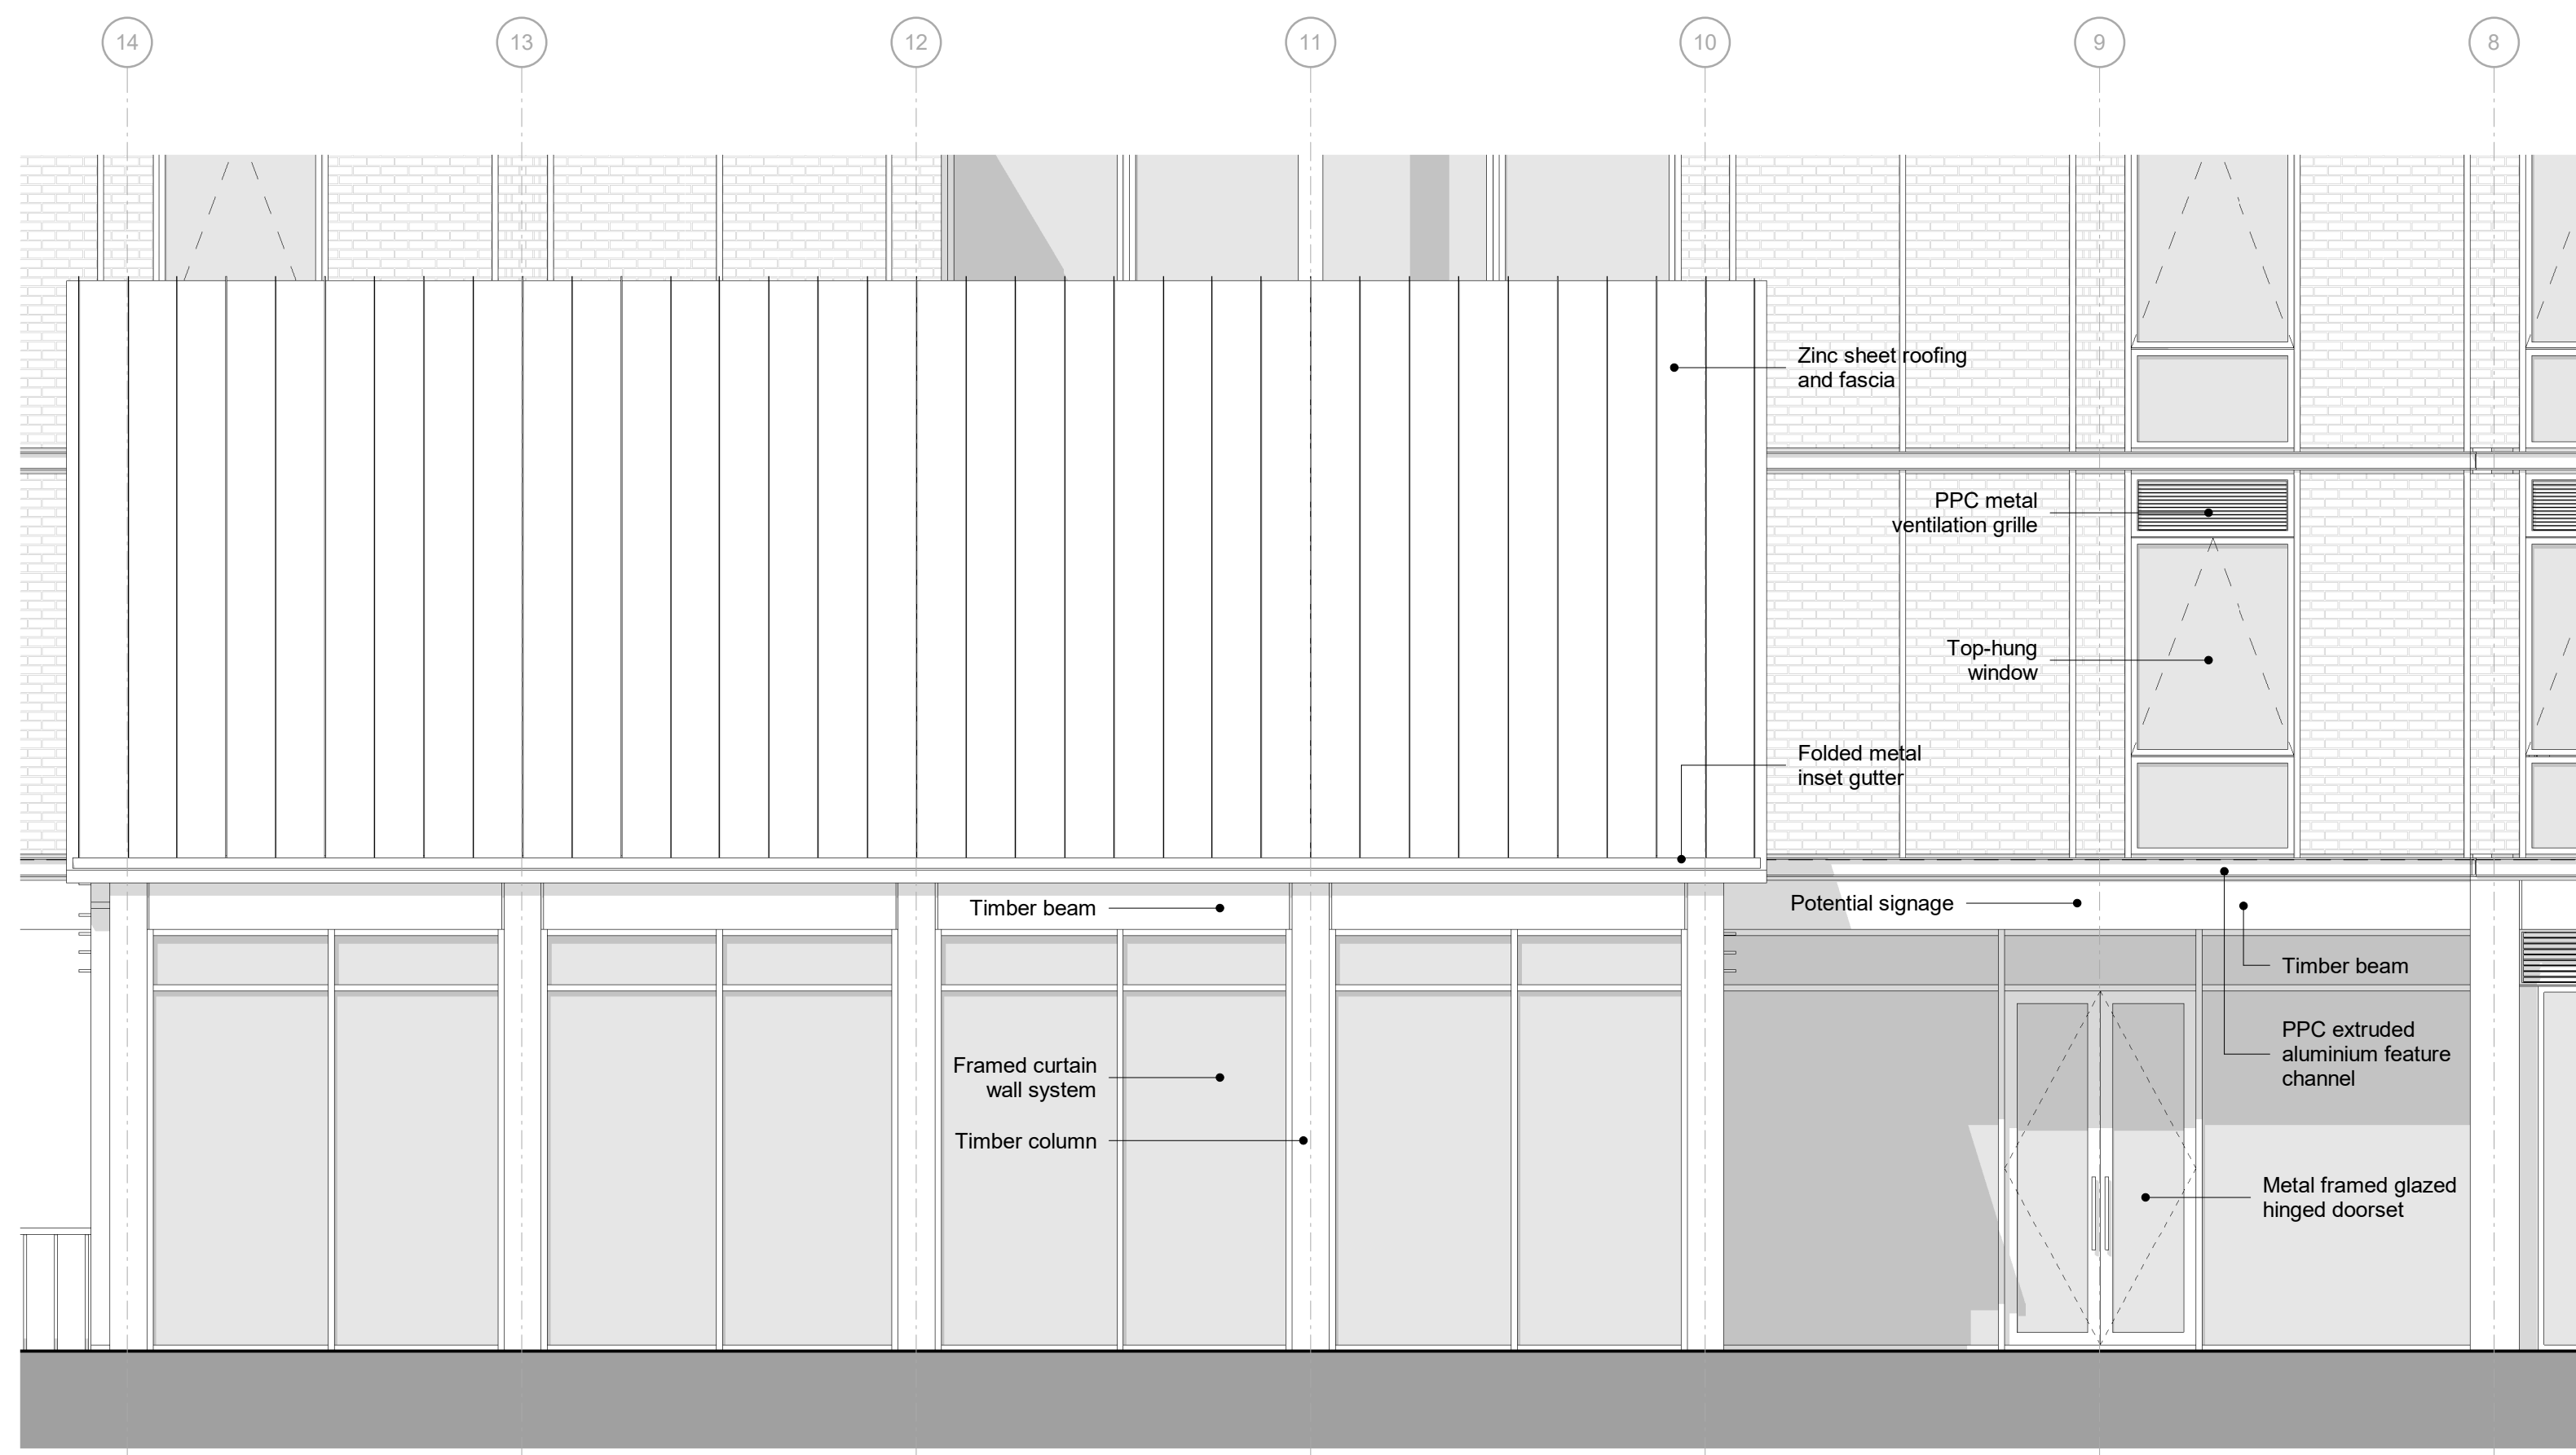 14
13
12
11
10
9
8
Zinc sheet roofing
and fascia
PPC metal
ventilation grille
Top-hung
window
Folded metal
inset gutter
Timber beam
Potential signage
Timber beam
Framed curtain
wall system
PPC extruded
aluminium feature
channel
Timber column
Metal framed glazed
hinged doorset